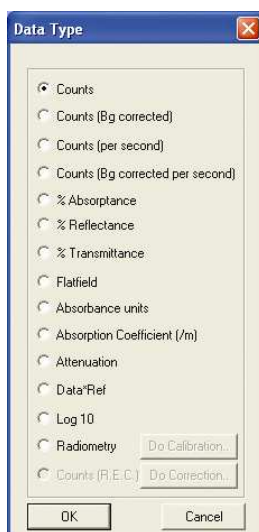 Data Type
Counts
Counts (Bg corrected)
Counts (per second)
Counts (Bg corrected per second)
% Absorptance
% Reflectance
% Transmittance
Flatfield
Absorbance units
Absorption Coefficient (/m)
Attenuation
Data*Ref
Log 10
Radiometry Do Calibration..
Counts (R.E.C.) Do Correction..
OK Cancel